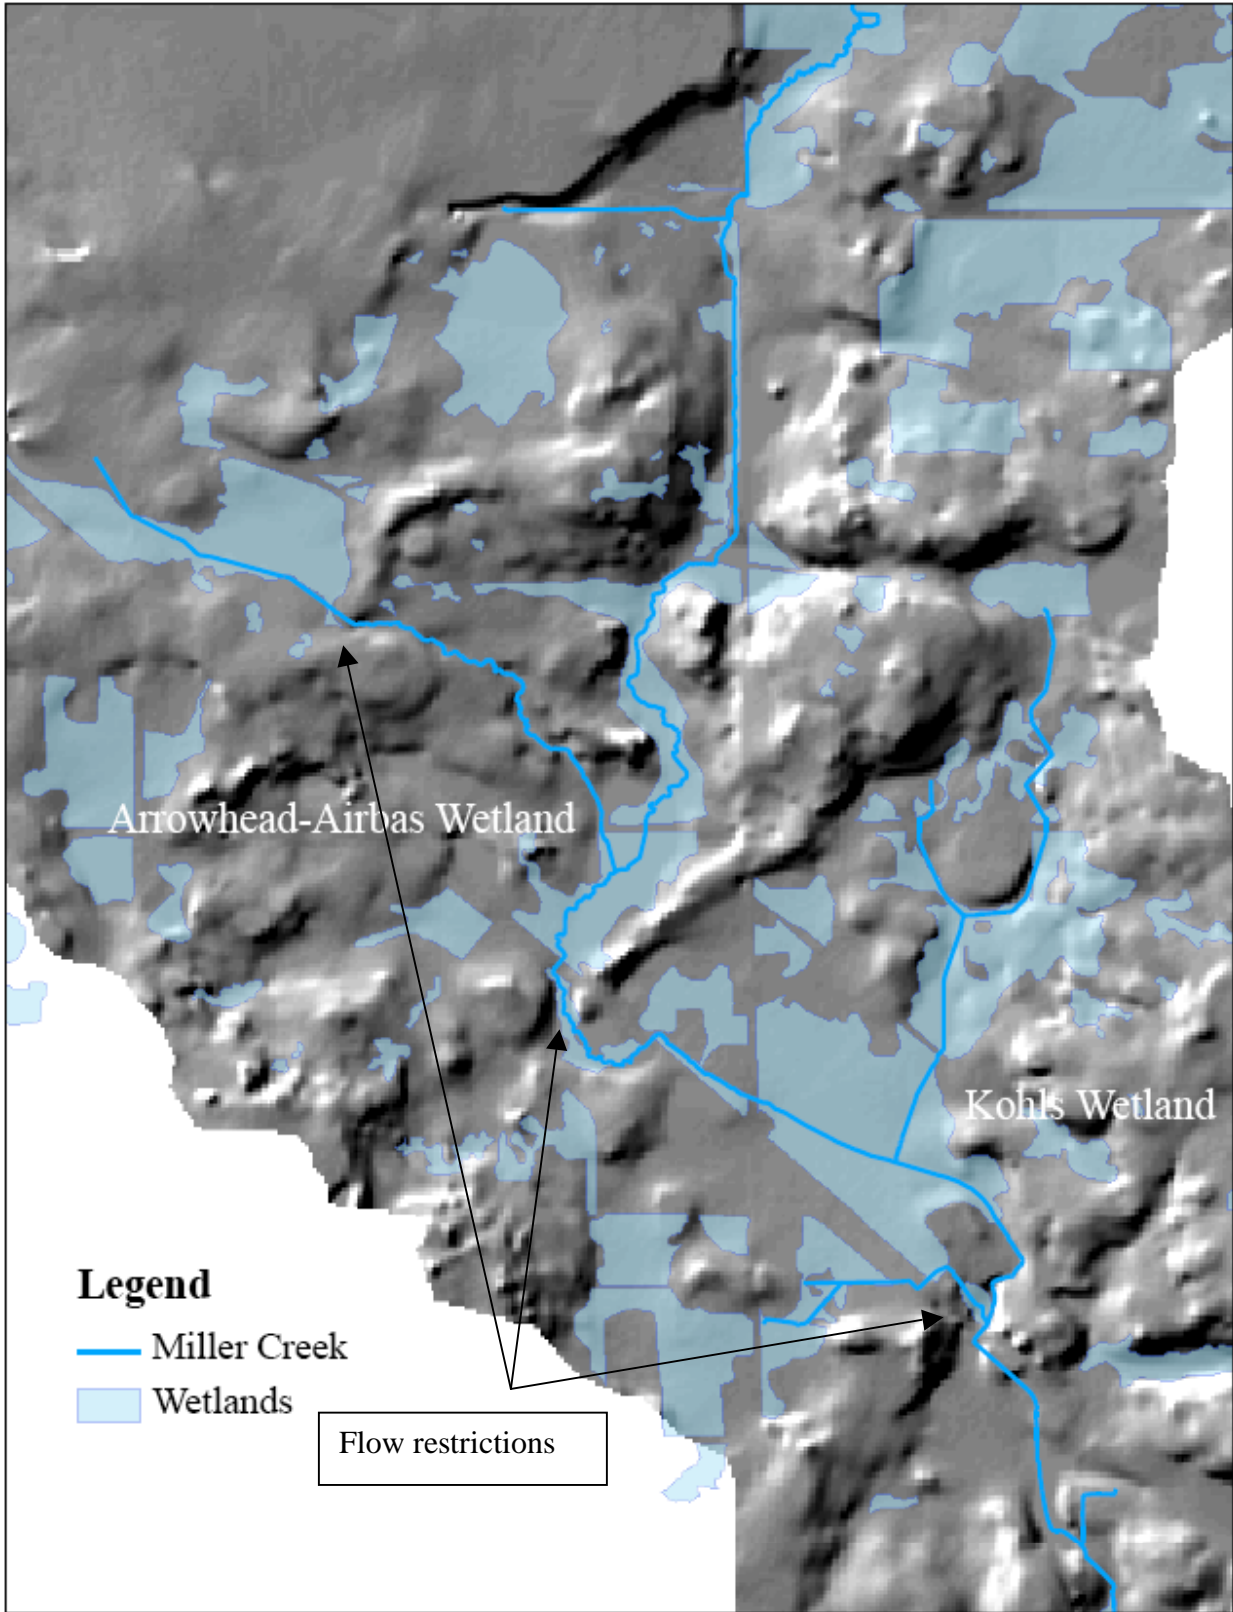 Arrowhead-Airbas Wetland
Kohls Wetland
Legend
Miller Creek
Wetlands
Flow restrictions